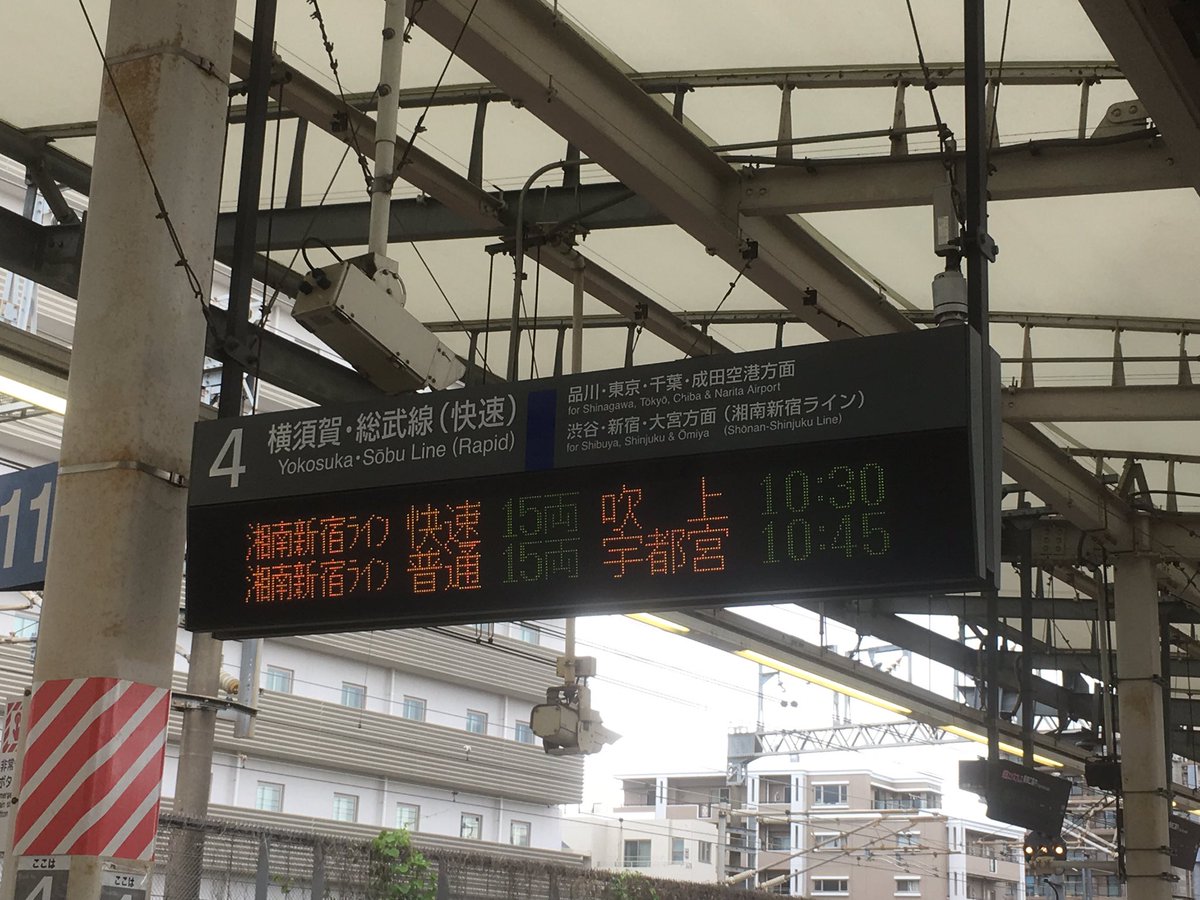 4
横須賀・総武線(快速)
Yokosuka・Sōbu Line (Rapid)
品川・東京・千葉・成田空港方面
for Shinagawa, Tōkyō, Chiba & Narita Airport
渋谷・新宿・大宮方面(湘南新宿ライン)
for Shibuya, Shinjuku & Ōmiya (Shōnan-Shinjuku Line)
湘南新宿ライン 快速 15両 吹 上 10:30
湘南新宿ライン 普通 15両 宇都宮 10:45
11
非常
ここは
4
ここは
4